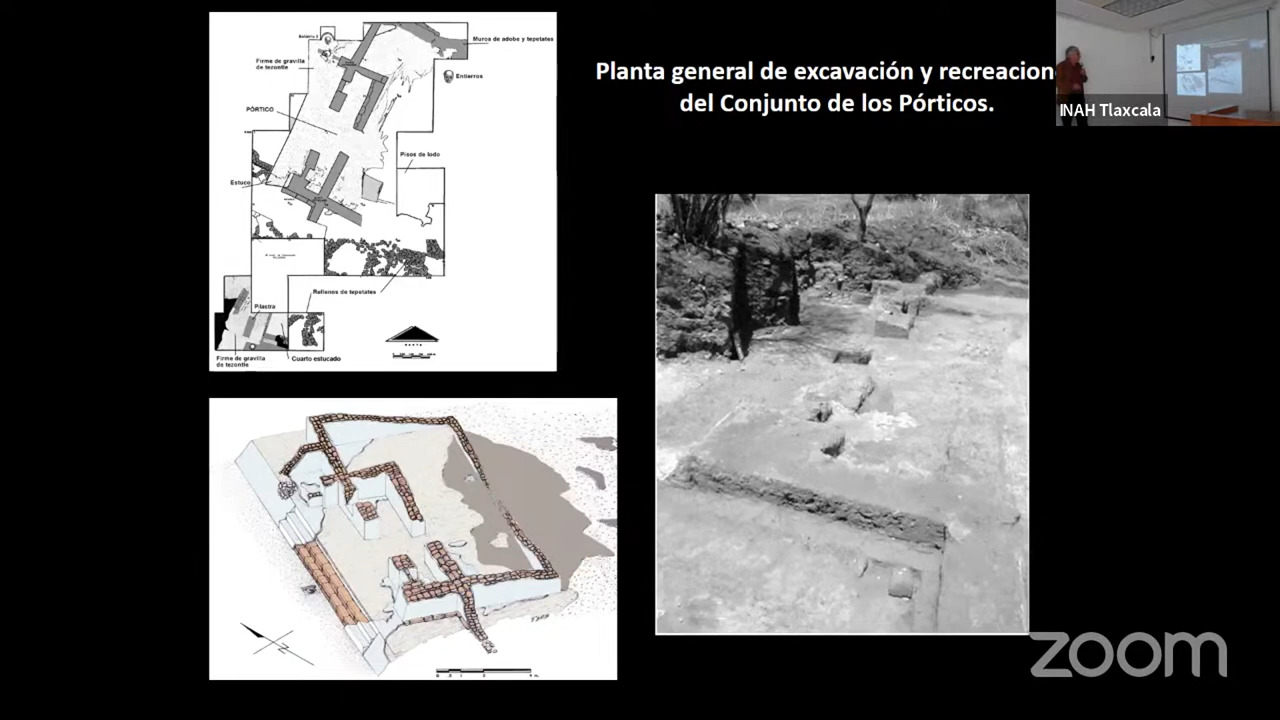 Planta general de excavación y recreacion
del Conjunto de los Pórticos.
INAH Tlaxcala
Muros de adobe y tepetates
Firme de gravilla
de tezontle
Entierros
PÓRTICO
Pisos de lodo
Estuco
Rellenos de tepetates
Pilastra
Firme de gravilla
de tezontle
Cuarto estucado
zoom